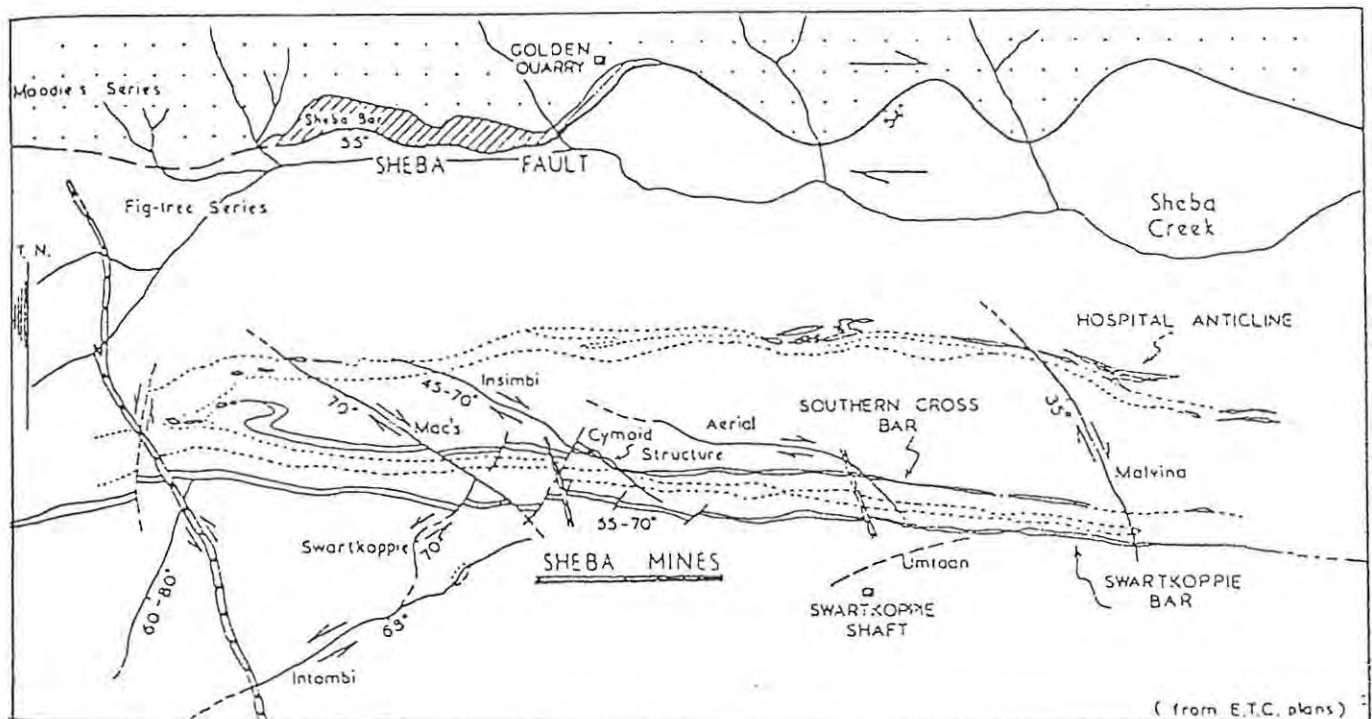 GOLDEN
QUARRY
Moodie's Series
Sheba Bar
55°
SHEBA FAULT
Fig-tree Series
Sheba
Creek
T. N.
HOSPITAL ANTICLINE
Insimbi
45-70°
70°
Mac's
Aerial
SOUTHERN CROSS
BAR
Cymoid
Structure
35°
Malvina
55-70°
Swartkoppie
70°
SHEBA MINES
Umtaan
SWARTKOPPIE
SHAFT
SWARTKOPPIE
BAR
60-80°
65°
Intombi
( from E.T.C. plans )